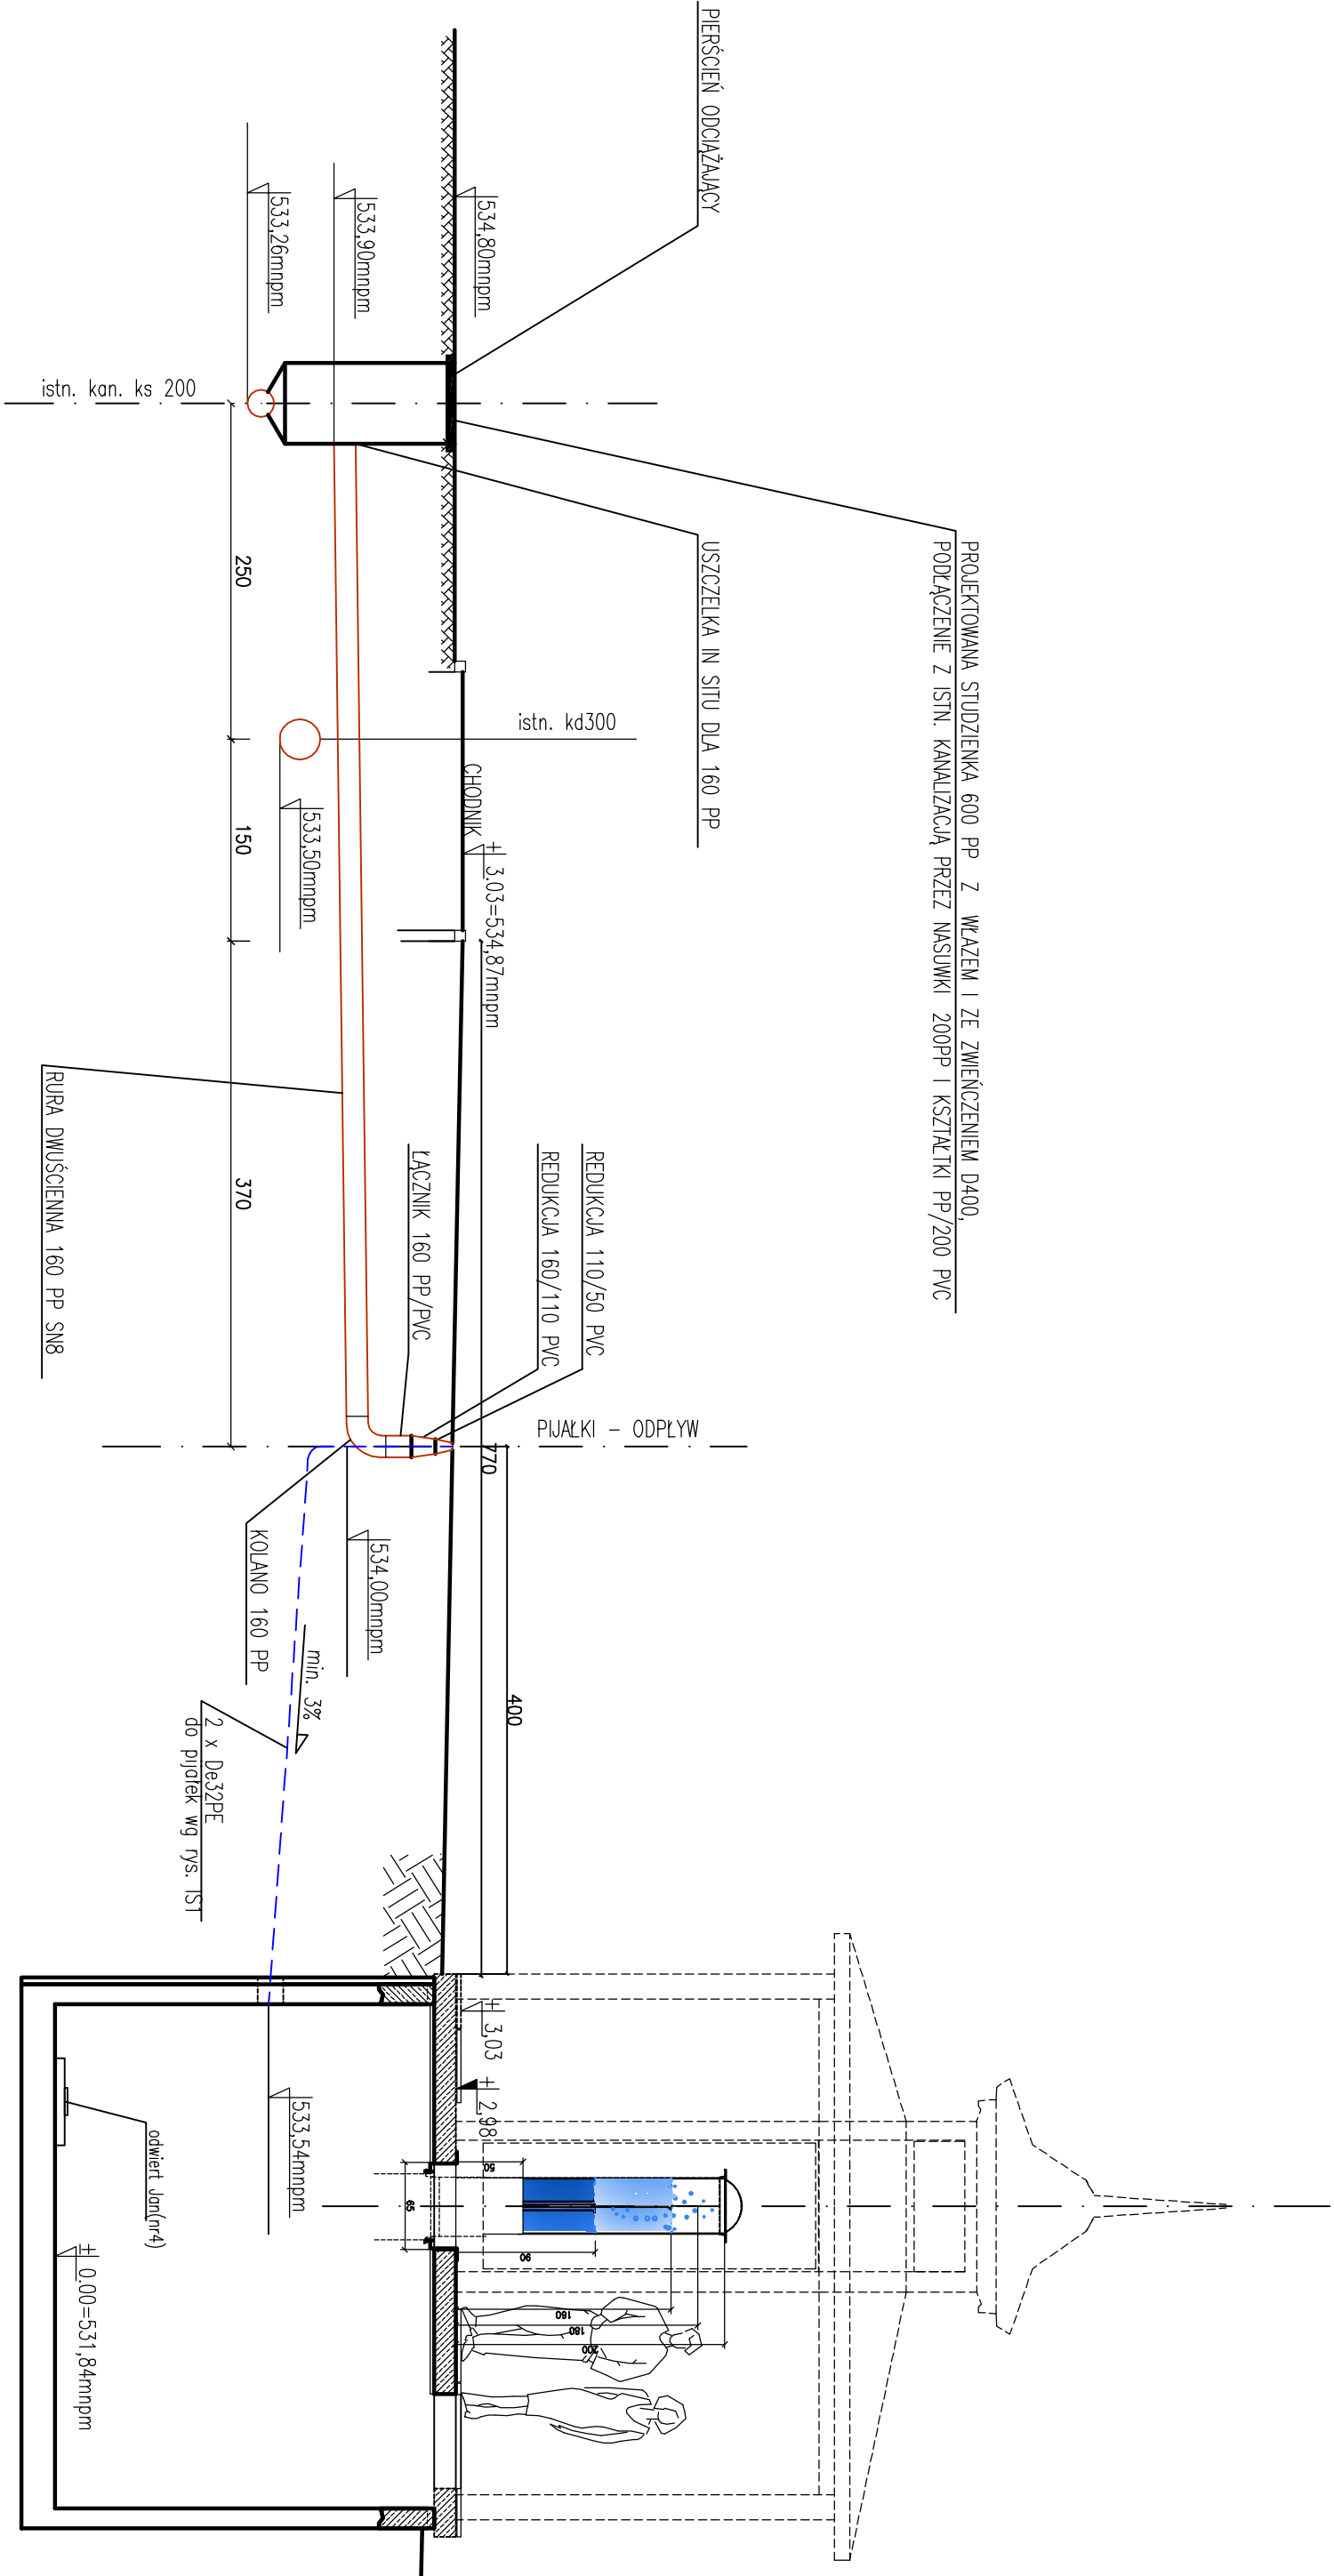 PIERŚCIEŃ ODCIĄŻAJĄCY
PROJEKTOWANA STUDZIENKA 600 PP Z WŁAZEM I ZE ZWIEŃCZENIEM D400,
PODŁĄCZENIE Z ISTN. KANALIZACJĄ PRZEZ NASUWKI 200PP I KSZTAŁTKI PP/200 PVC
USZCZELKA IN SITU DLA 160 PP
istn. kd300
REDUKCJA 110/50 PVC
REDUKCJA 160/110 PVC
ŁĄCZNIK 160 PP/PVC
PIJAŁKI - ODPŁYW
534,80mnpm
533,90mnpm
533,26mnpm
istn. kan. ks 200
CHODNIK
± 3.03=534,87mnpm
533,50mnpm
250
150
370
770
400
RURA DWUŚCIENNA 160 PP SN8
KOLANO 160 PP
534,00mnpm
min. 3%
2 x De32PE
do pijałek wg rys. IS1
± 3,03
± 2,98
50
65
90
160
180
200
533,54mnpm
odwiert Jan(nr4)
± 0.00=531,84mnpm